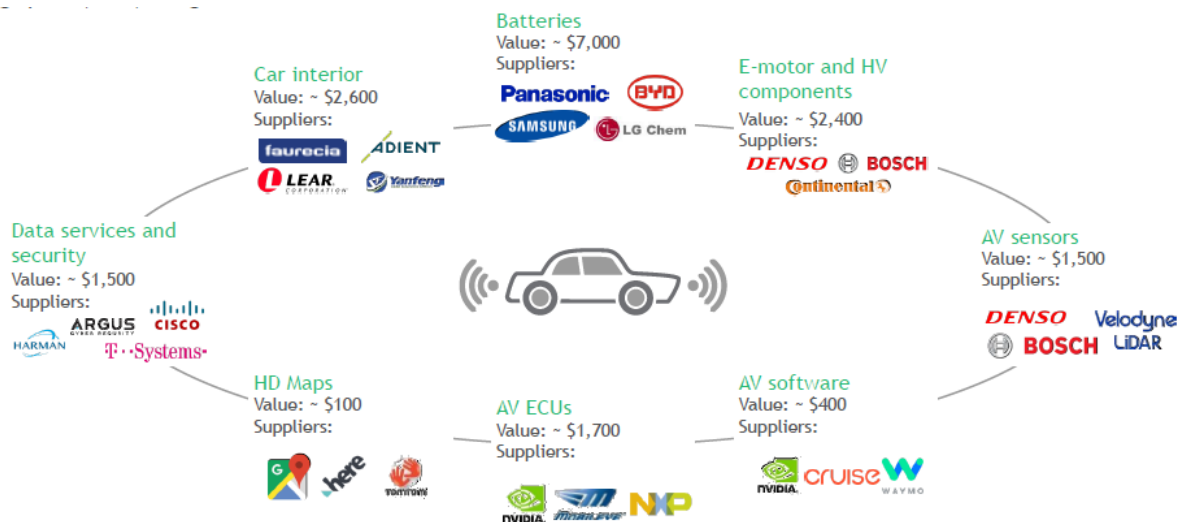 Batteries
Value: ~ $7,000
Suppliers:
Panasonic
BYD
SAMSUNG
LG Chem
E-motor and HV
components
Value: ~ $2,400
Suppliers:
DENSO
BOSCH
Continental
AV sensors
Value: ~ $1,500
Suppliers:
DENSO
Velodyne
LiDAR
BOSCH
AV software
Value: ~ $400
Suppliers:
NVIDIA.
cruise
WAYMO
AV ECUs
Value: ~ $1,700
Suppliers:
NVIDIA.
MOBILEYE
NXP
HD Maps
Value: ~ $100
Suppliers:
G
here
TOMTOM
Data services and
security
Value: ~ $1,500
Suppliers:
HARMAN
ARGUS
CYBER SECURITY
CISCO
T··Systems·
Car interior
Value: ~ $2,600
Suppliers:
faurecia
ADIENT
LEAR
CORPORATION
Yanfeng